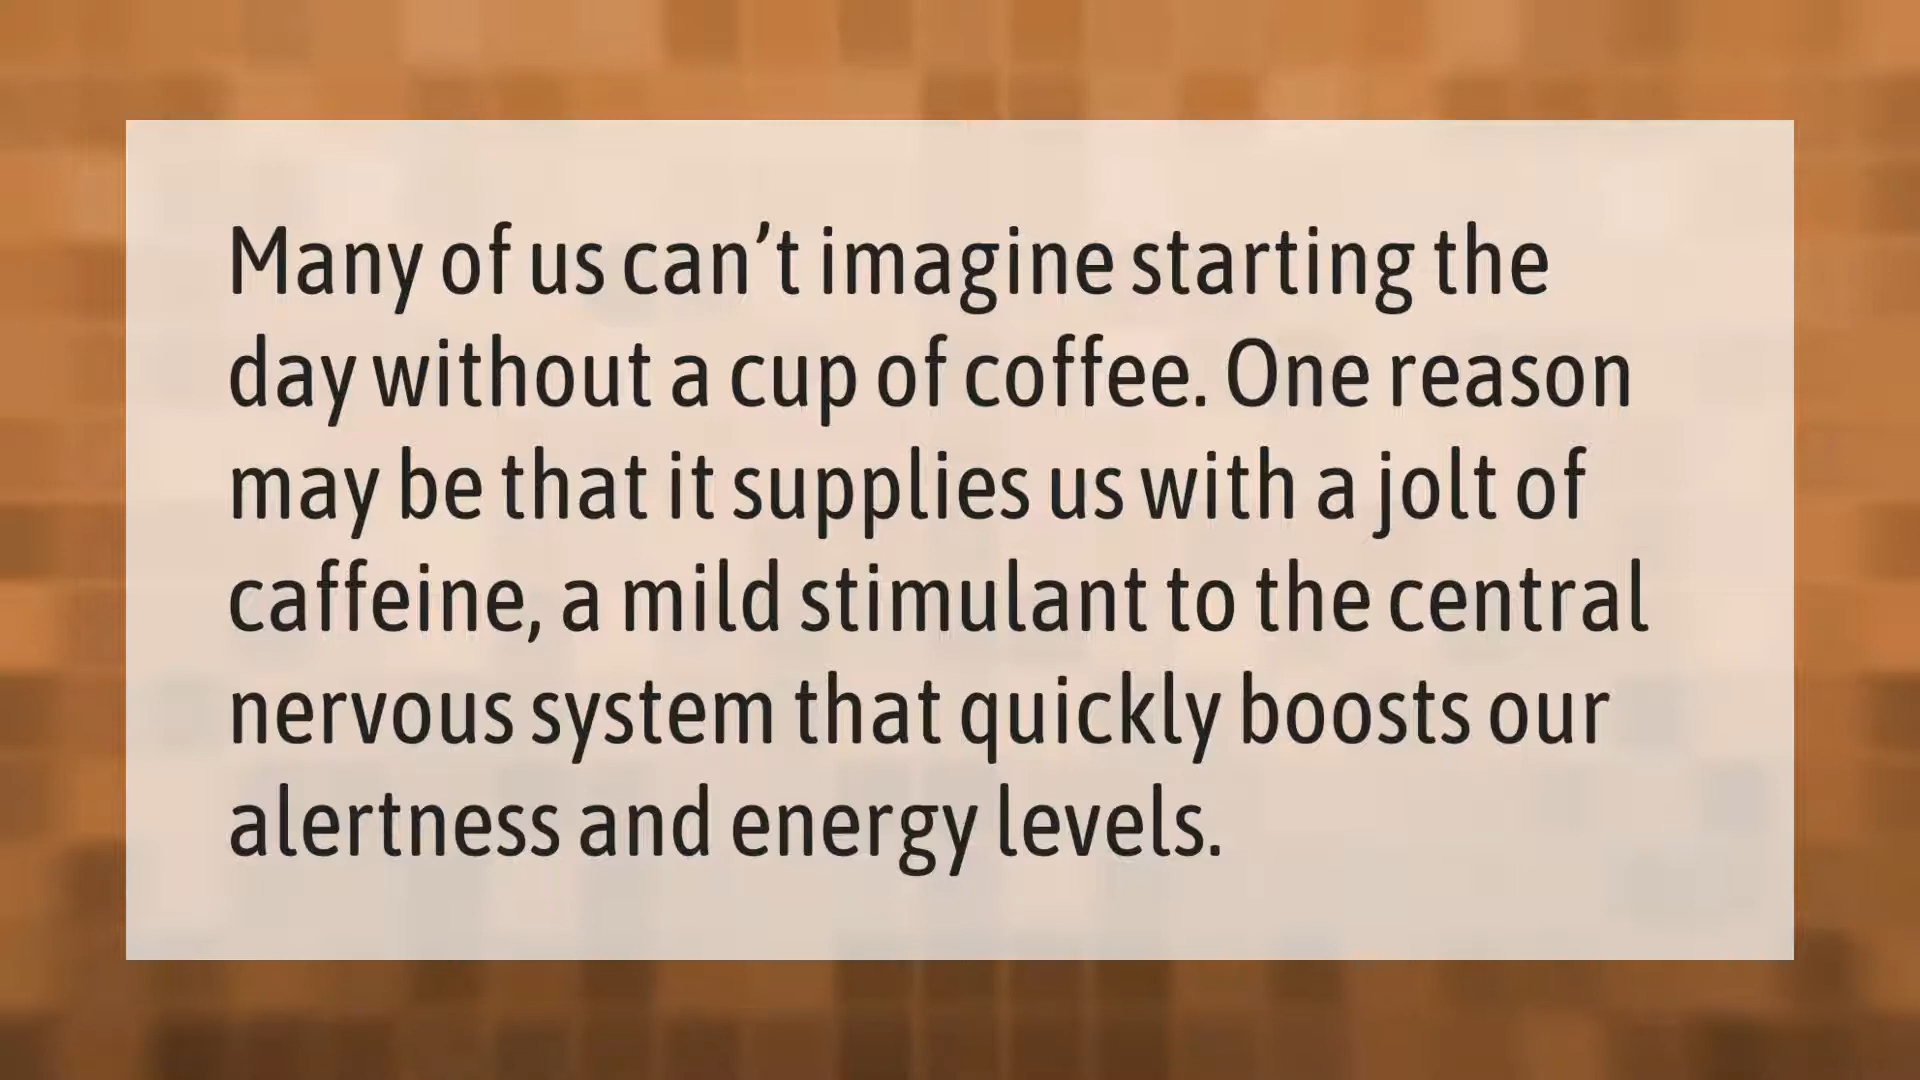 Many of us can’t imagine starting the
day without a cup of coffee. One reason
may be that it supplies us with a jolt of
caffeine, a mild stimulant to the central
nervous system that quickly boosts our
alertness and energy levels.